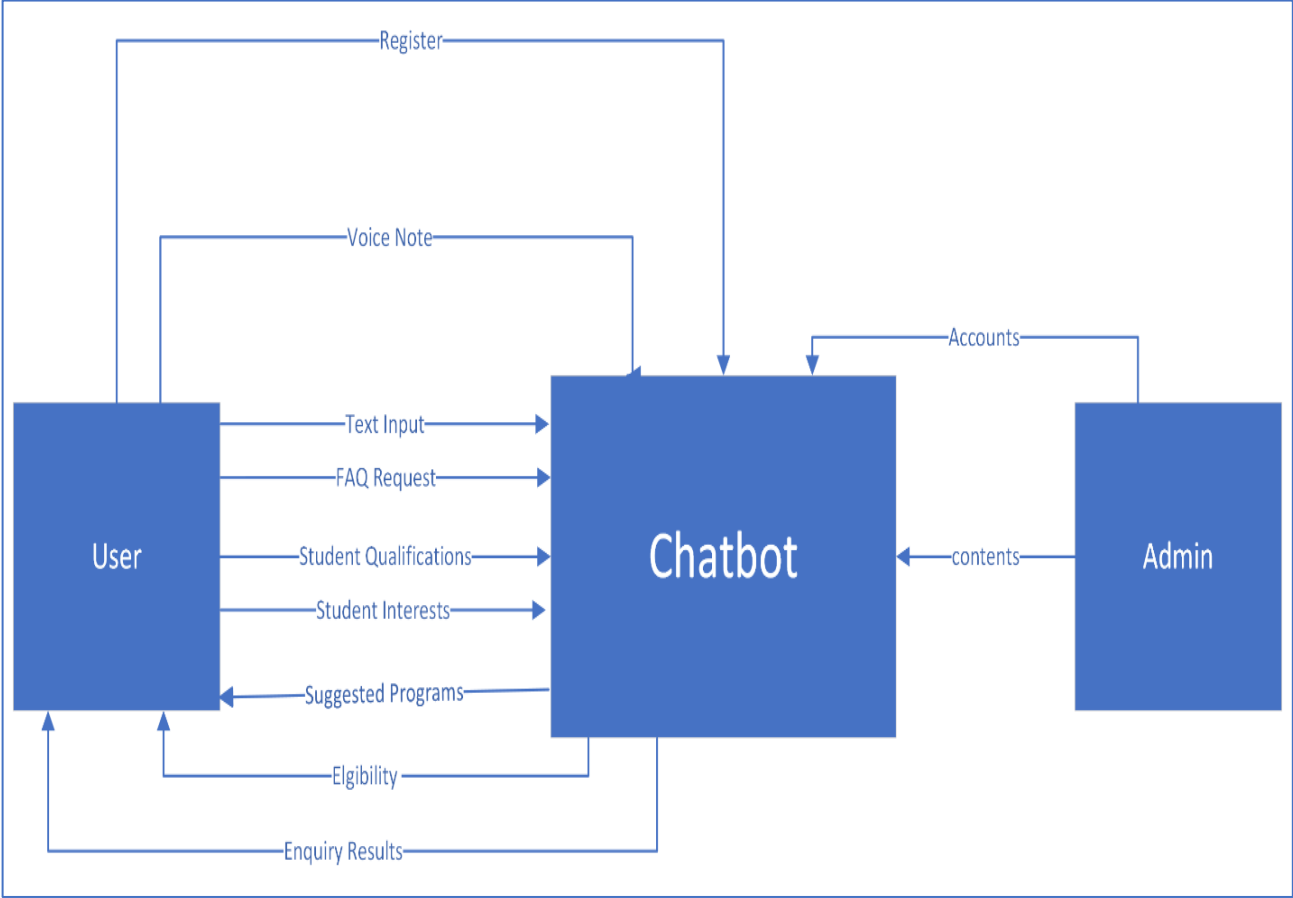 Register
Voice Note
Accounts
Text Input
FAQ Request
User
Student Qualifications
Chatbot
contents
Admin
Student Interests
Suggested Programs
Elgibility
Enquiry Results